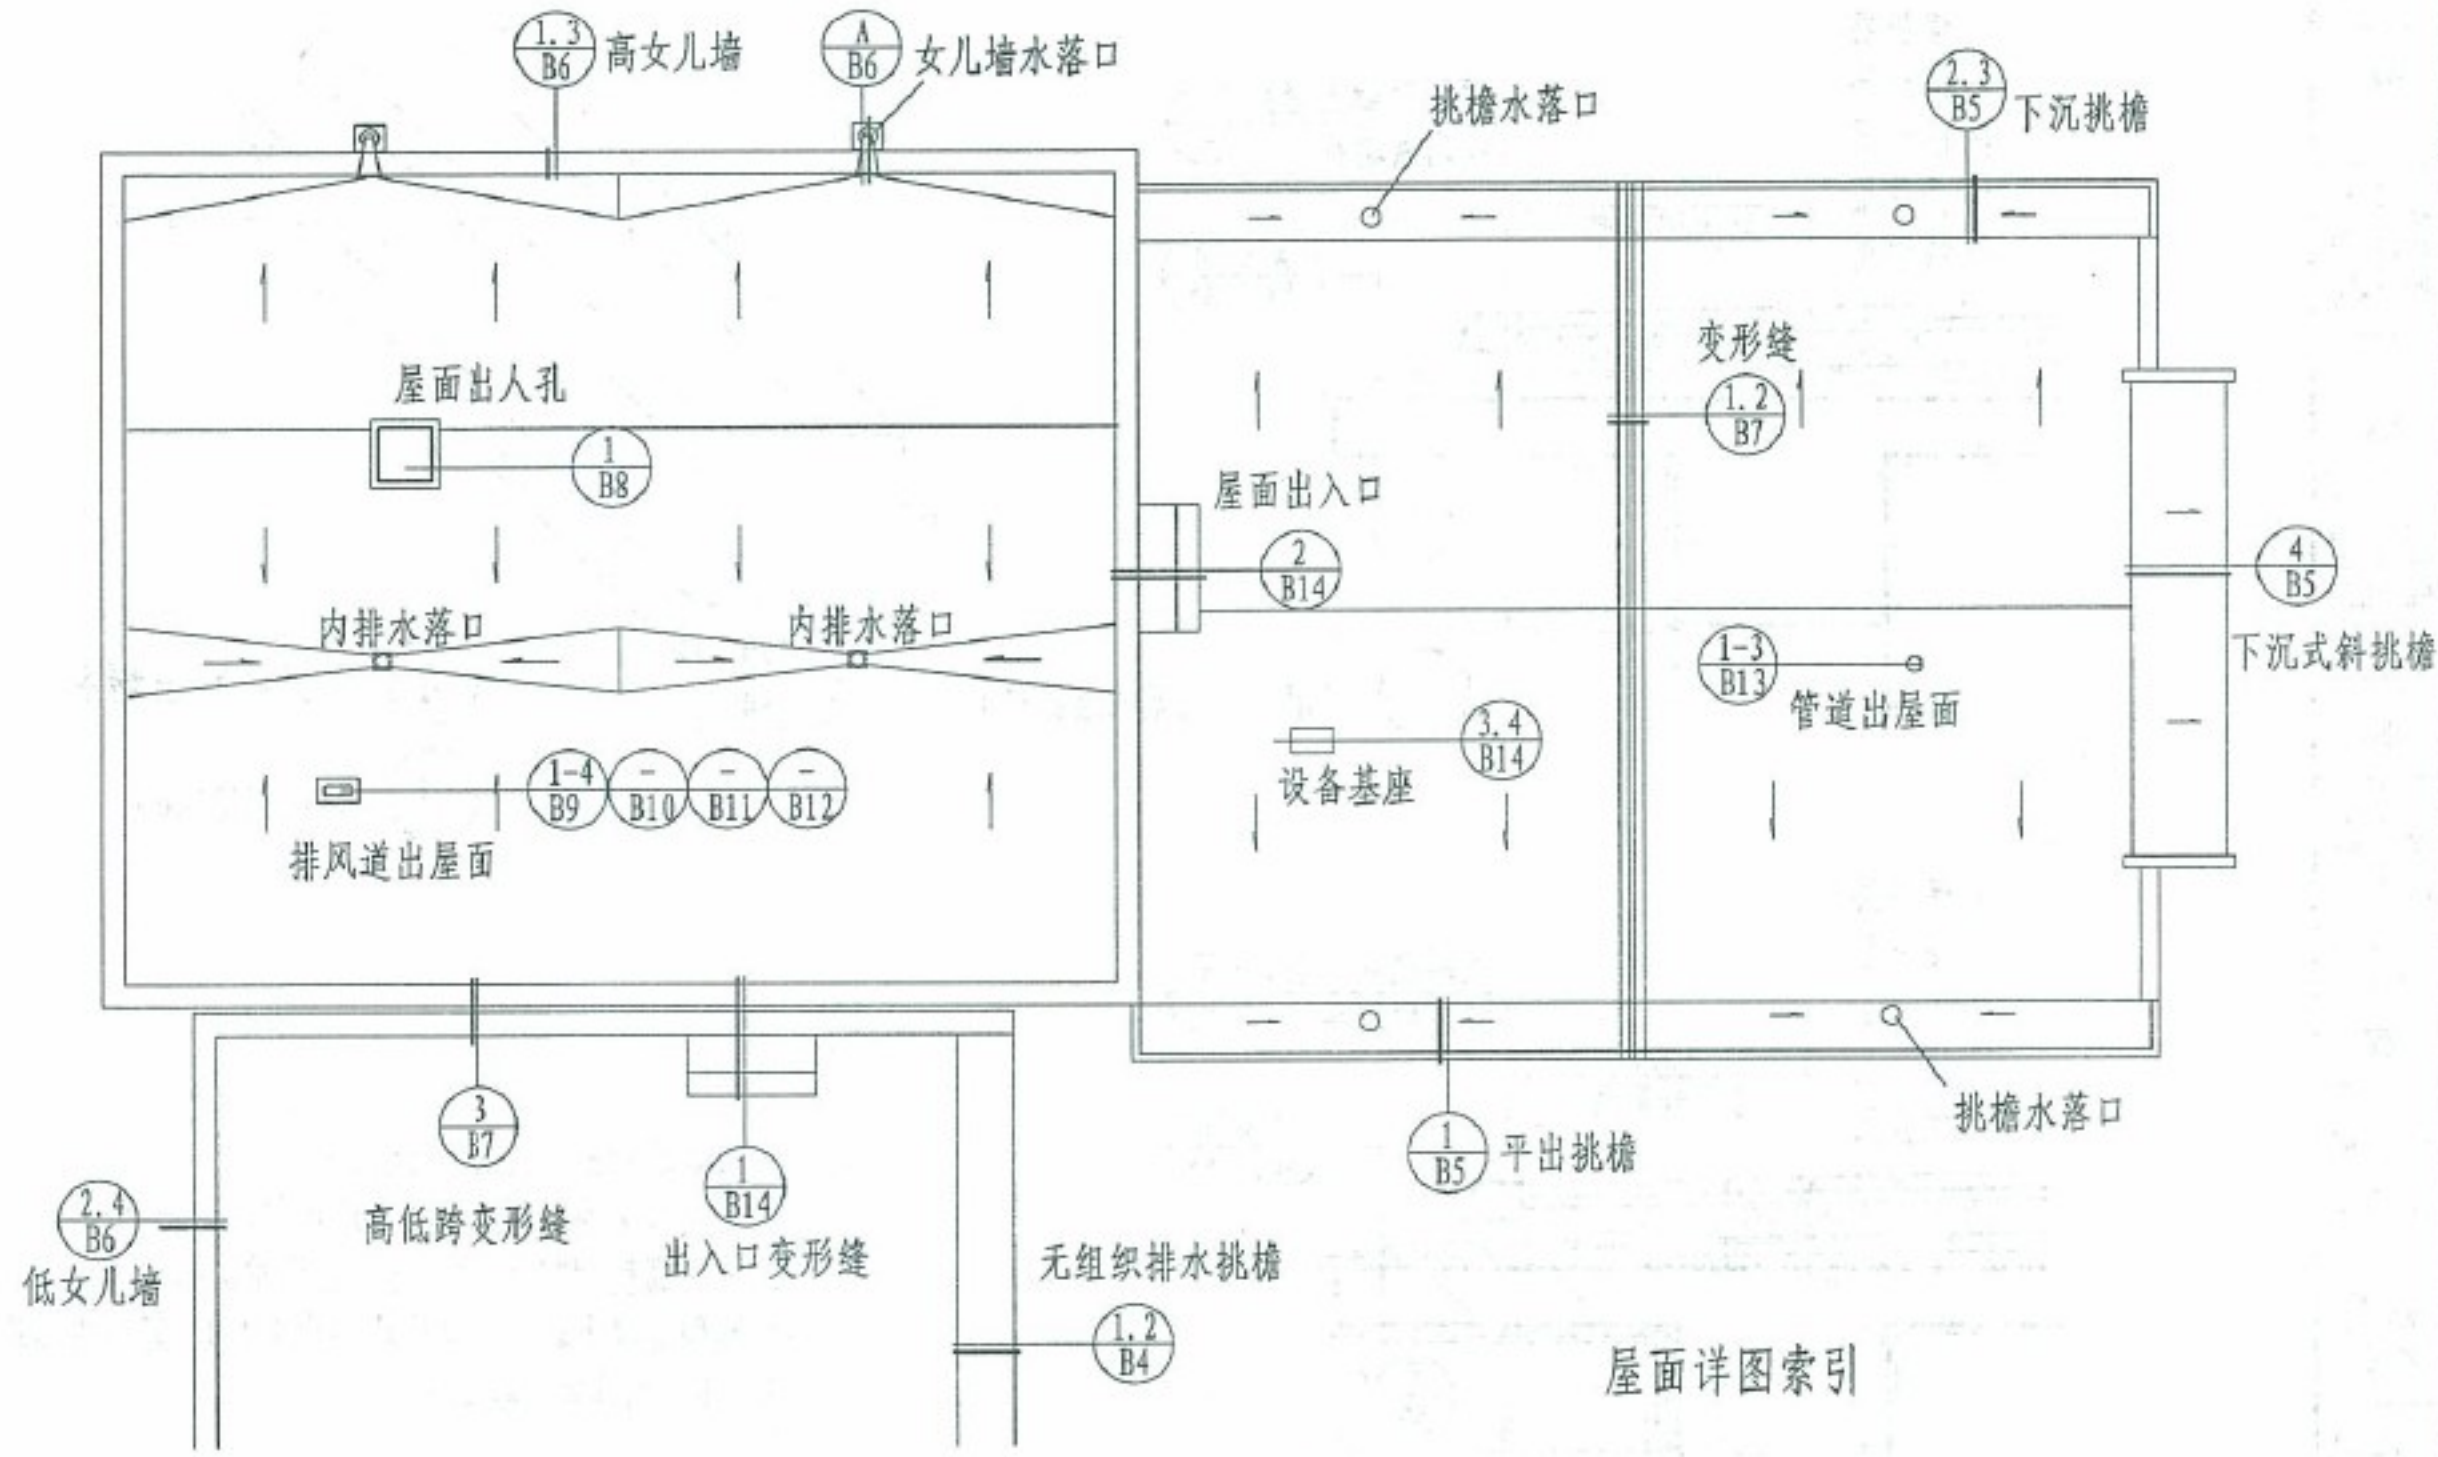 1.3
B6
高女儿墙
A
B6
女儿墙水落口
挑檐水落口
2.3
B5
下沉挑檐
屋面出人孔
1
B8
变形缝
1.2
B7
屋面出入口
2
B14
4
B5
下沉式斜挑檐
内排水落口
内排水落口
1-3
B13
管道出屋面
3.4
B14
设备基座
1-4
B9
-
B10
-
B11
-
B12
排风道出屋面
3
B7
高低跨变形缝
1
B14
出入口变形缝
1
B5
平出挑檐
挑檐水落口
2.4
B6
低女儿墙
无组织排水挑檐
1.2
B4
屋面详图索引